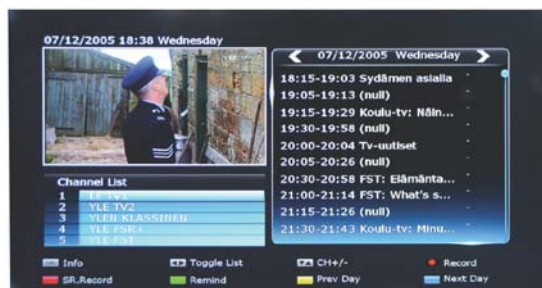 07/12/2005 18:38 Wednesday
07/12/2005 Wednesday
18:15-19:03 Sydämen asialla
19:05-19:13 (null)
19:15-19:29 Koulu-tv: Näin...
19:30-19:58 (null)
20:00-20:04 Tv-uutiset
20:05-20:26 (null)
20:30-20:58 FST: Elämänta...
21:00-21:14 FST: What's s...
21:15-21:26 (null)
21:30-21:43 Koulu-tv: Minu...
Channel List
1 TV1
2 YLE TV2
3 YLEN KLASSINEN
4 YLE FSR+
5 YLE FST
Info
Toggle List
CH+/-
Record
SR.Record
Remind
Prev Day
Next Day